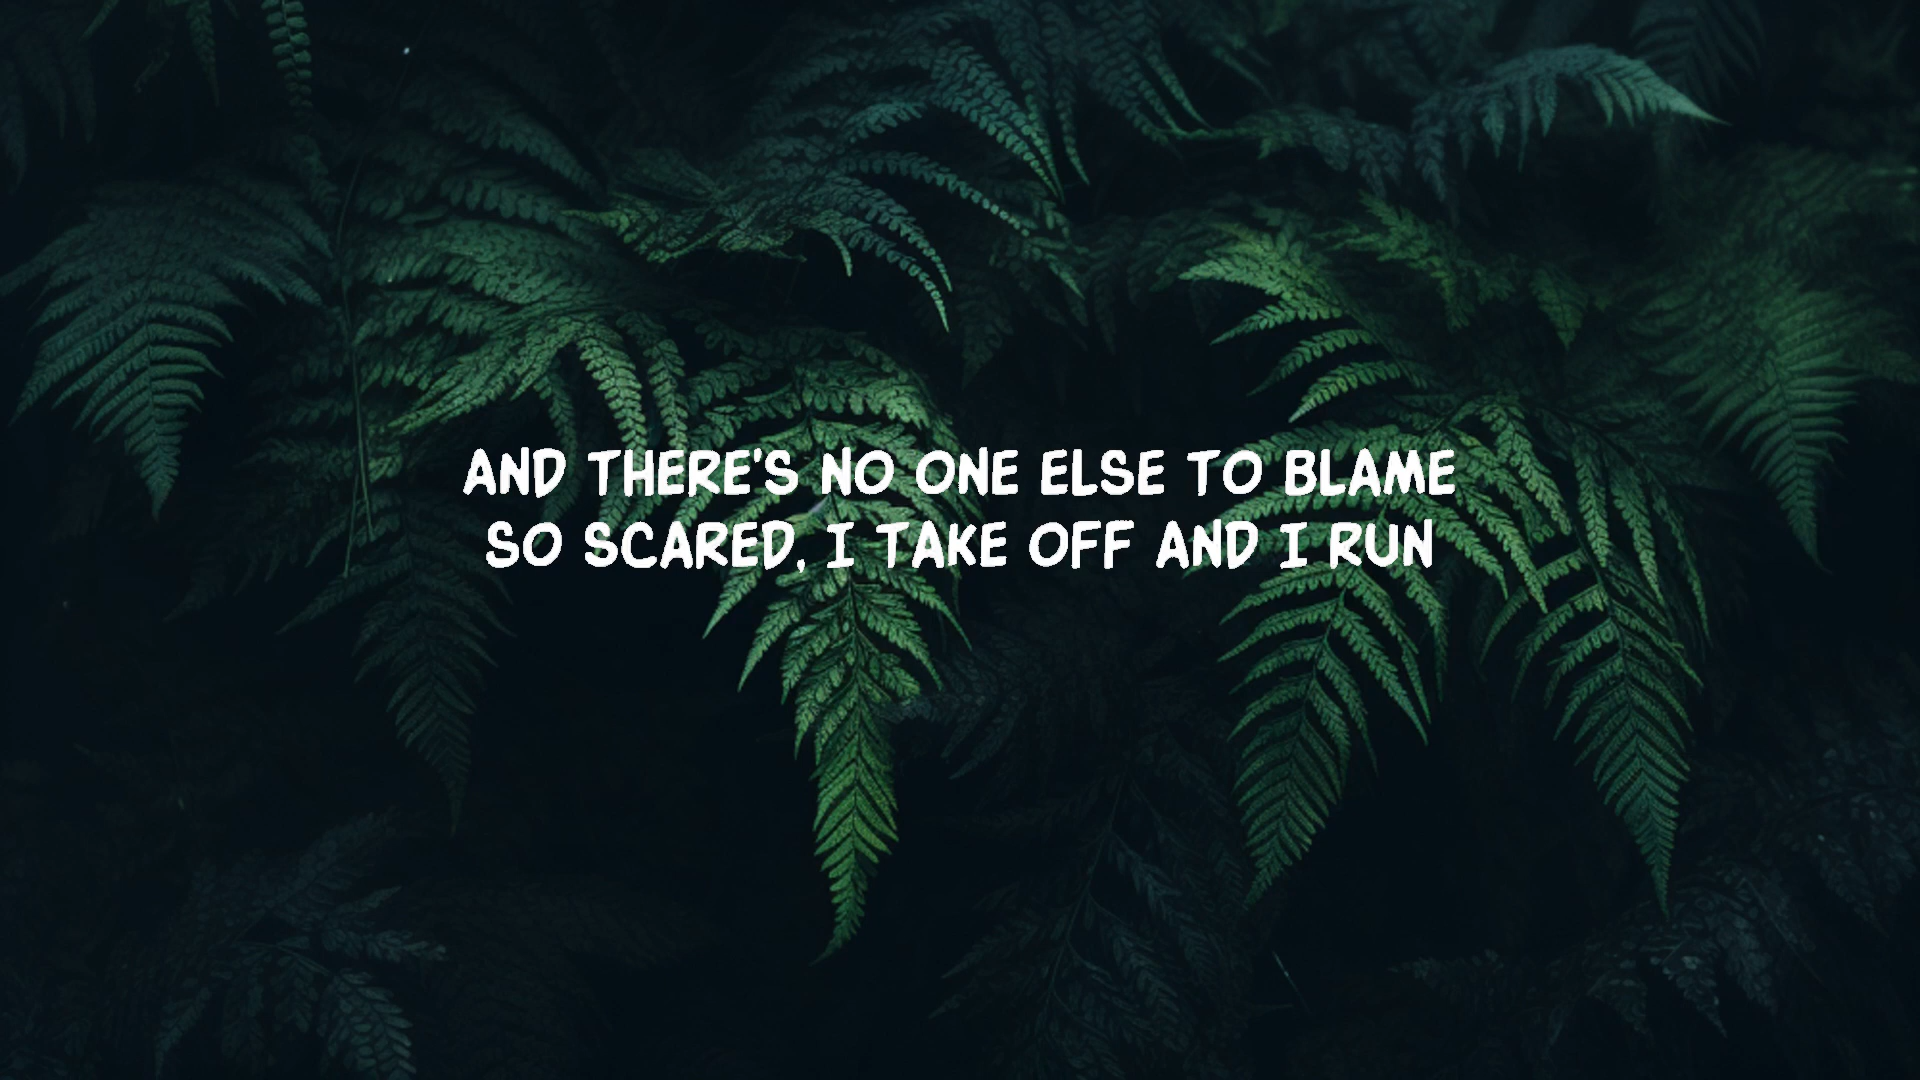 AND THERE'S NO ONE ELSE TO BLAME
SO SCARED, I TAKE OFF AND I RUN